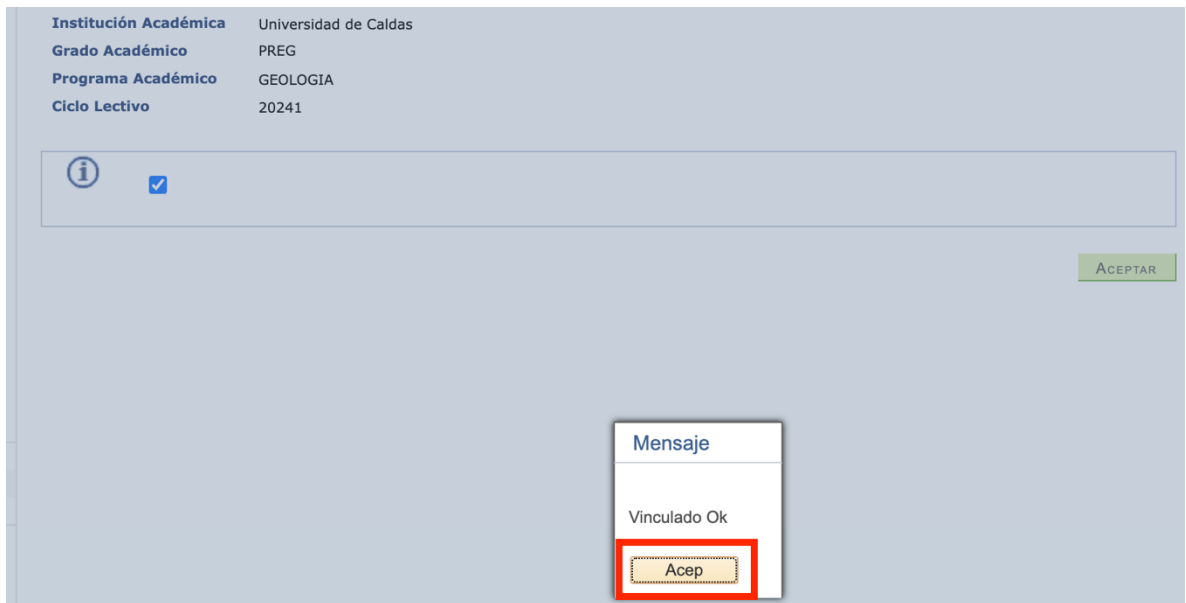 Institución Académica Universidad de Caldas
Grado Académico PREG
Programa Académico GEOLOGIA
Ciclo Lectivo 20241
i
ACEPTAR
Mensaje
Vinculado Ok
Acep